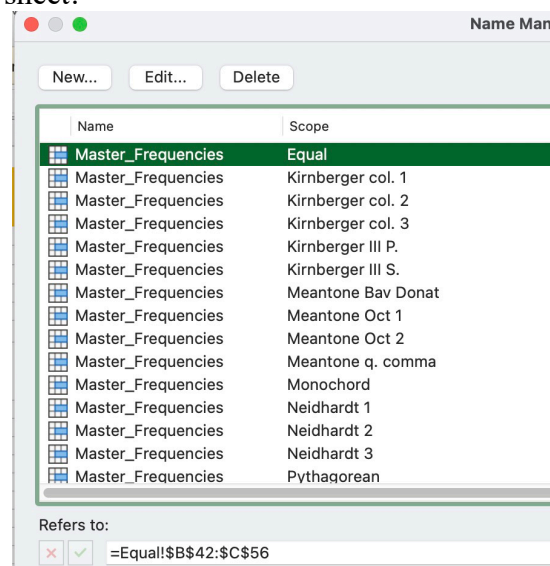 sheet?
Name Man
New... Edit... Delete
Name Scope
Master_Frequencies Equal
Master_Frequencies Kirnberger col. 1
Master_Frequencies Kirnberger col. 2
Master_Frequencies Kirnberger col. 3
Master_Frequencies Kirnberger III P.
Master_Frequencies Kirnberger III S.
Master_Frequencies Meantone Bav Donat
Master_Frequencies Meantone Oct 1
Master_Frequencies Meantone Oct 2
Master_Frequencies Meantone q. comma
Master_Frequencies Monochord
Master_Frequencies Neidhardt 1
Master_Frequencies Neidhardt 2
Master_Frequencies Neidhardt 3
Master_Frequencies Pythagorean
Refers to:
=Equal!$B$42:$C$56